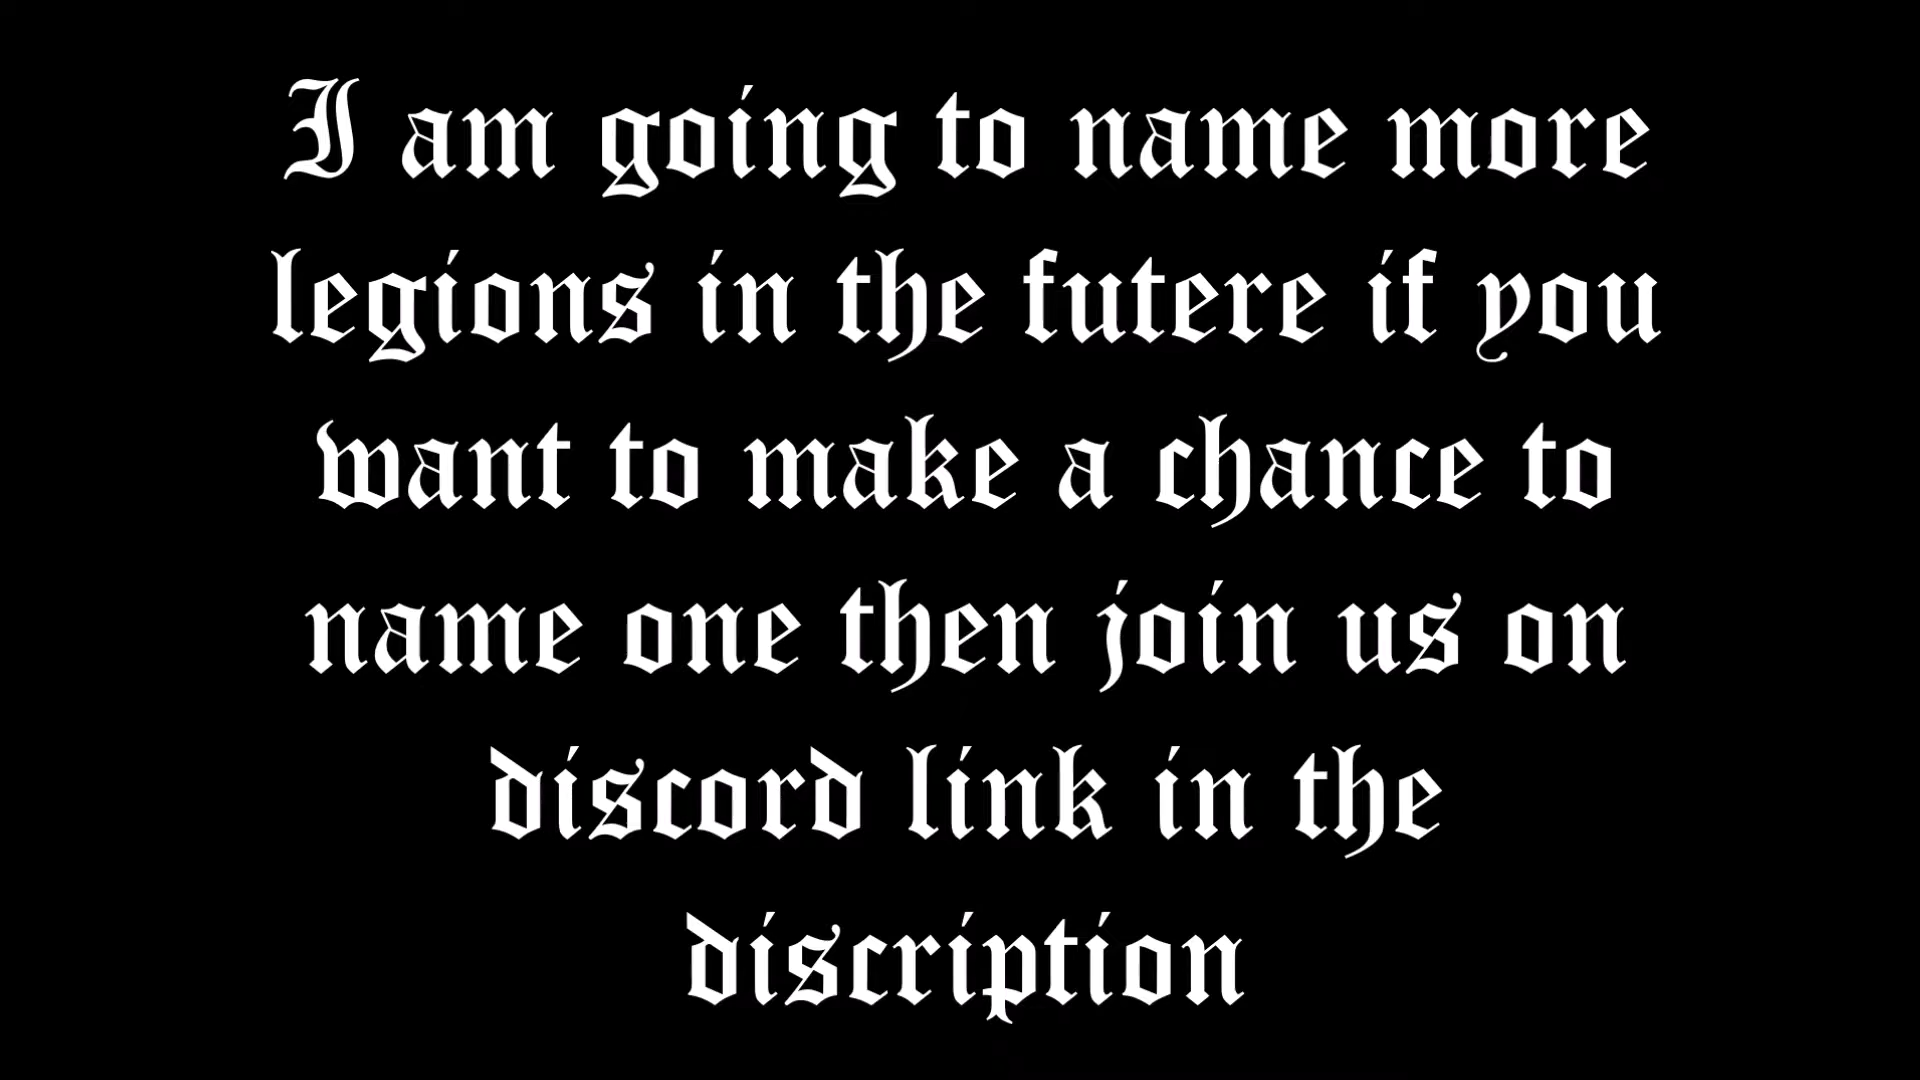 I am going to name more
legions in the futere if you
want to make a chance to
name one then join us on
discord link in the
discription